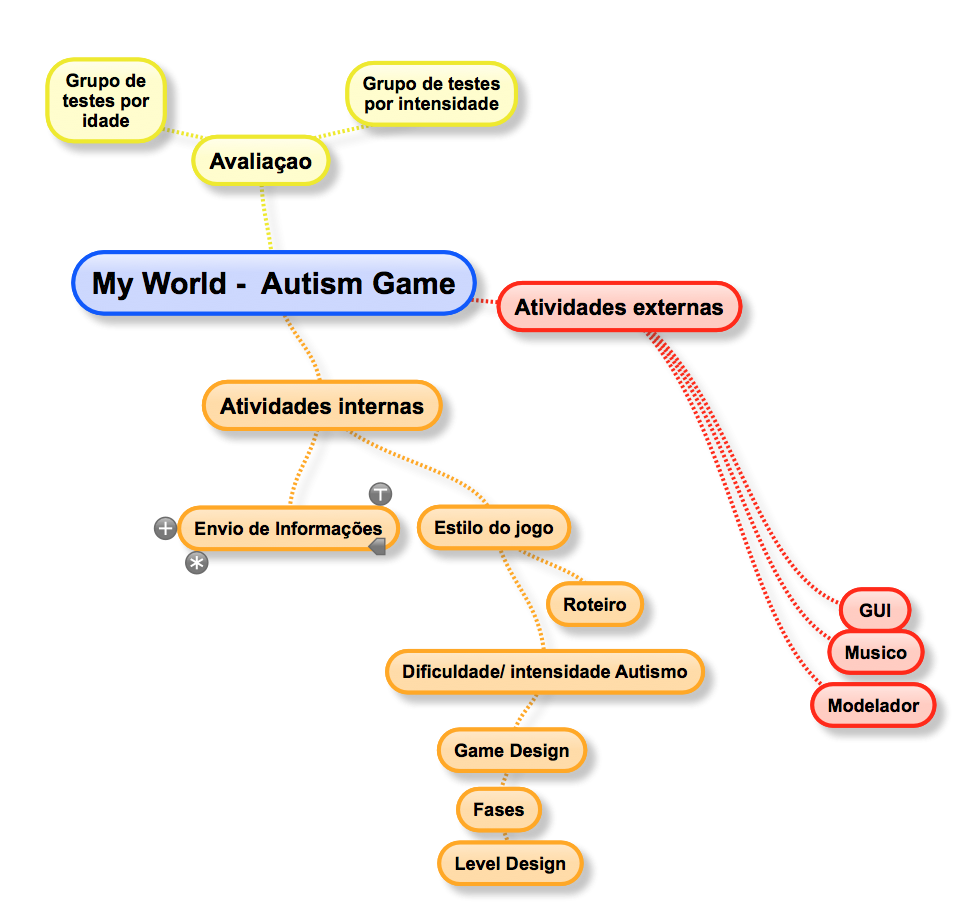 Grupo de
testes por
idade
Grupo de testes
por intensidade
Avaliaçao
My World -  Autism Game
Atividades externas
Atividades internas
T
Envio de Informações
Estilo do jogo
Roteiro
GUI
Musico
Dificuldade/ intensidade Autismo
Modelador
Game Design
Fases
Level Design